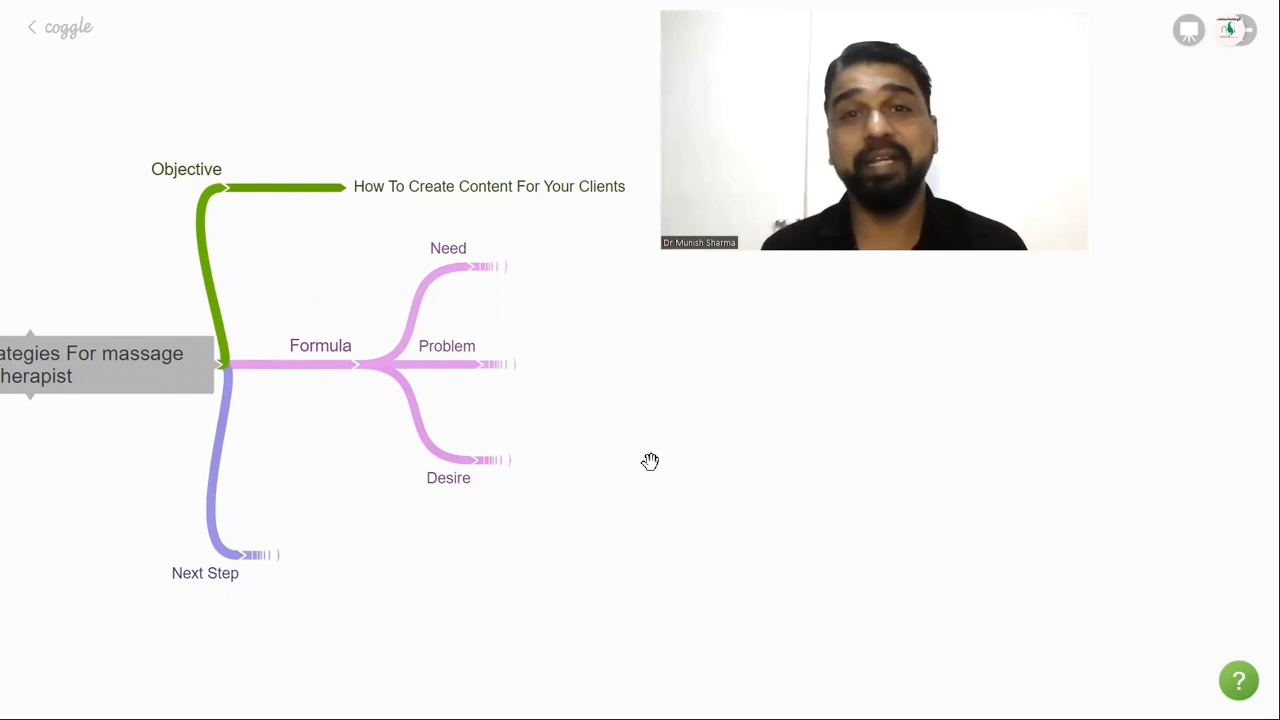 coggle
Dr Munish Sharma
Objective
How To Create Content For Your Clients
Need
Formula
Problem
ategies For massage
herapist
Desire
Next Step
?